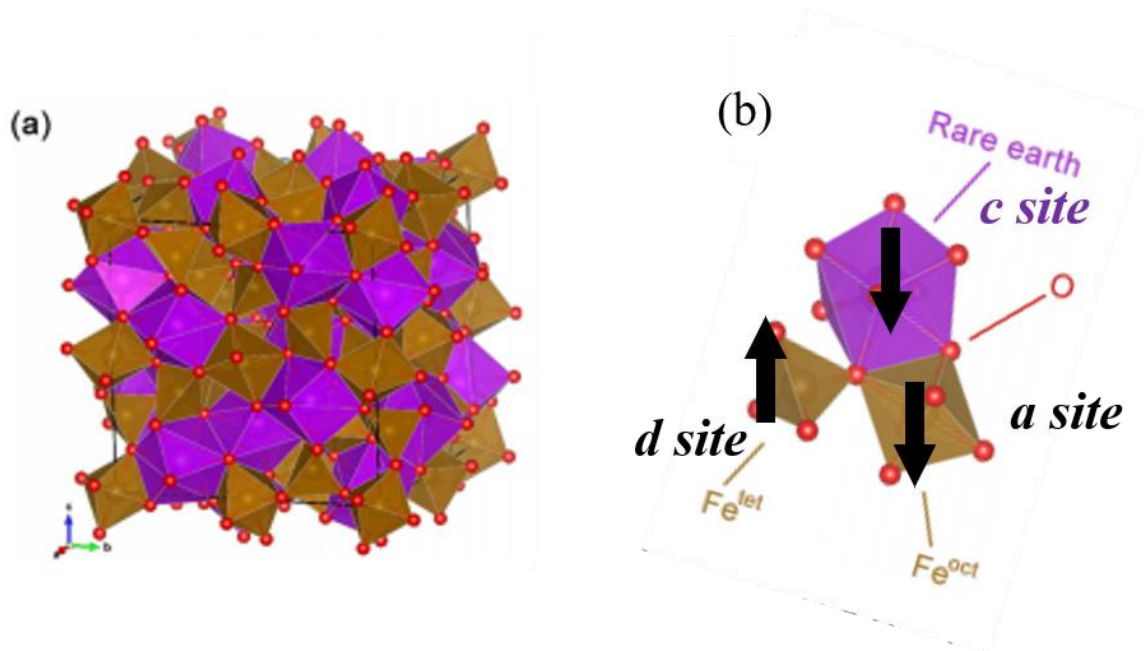 (a)
c
a
b
(b)
Rare earth
c site
O
d site
a site
Fe^tet
Fe^oct